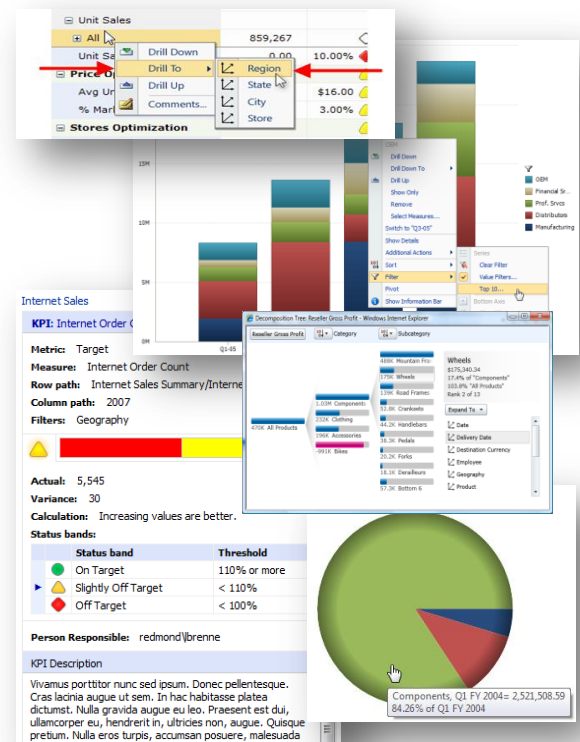 Unit Sales
All
859,267
Unit Sa
0.00
10.00%
Price Op
Avg Un
$16.00
% Mar
3.00%
Stores Optimization
Drill Down
Drill To
Drill Up
Comments...
Region
State
City
Store
15M
10M
5M
0M
Q1-05
OEM
Drill Down
Drill Down To
Drill Up
Show Only
Remove
Select Measures...
Switch to "Q3-05"
Show Details
Additional Actions
Sort
Filter
Pivot
Show Information Bar
Series
Clear Filter
Value Filters...
Top 10...
Bottom Axis
OEM
Financial Sr...
Prof. Srvcs
Distributors
Manufacturing
Decomposition Tree: Reseller Gross Profit - Windows Internet Explorer
Reseller Gross Profit
Category
Subcategory
470K All Products
1.03M Components
232K Clothing
196K Accessories
-991K Bikes
488K Mountain Fra
175K Wheels
139K Road Frames
52.8K Cranksets
44.2K Handlebars
38.3K Pedals
20.2K Forks
18.1K Derailleurs
57.3K Bottom 6
Wheels
$175,340.34
17.4% of "Components"
103.8% "All Products"
Rank 2 of 13
Expand To
Date
Delivery Date
Destination Currency
Employee
Geography
Product
Internet Sales
KPI: Internet Order
Metric: Target
Measure: Internet Order Count
Row path: Internet Sales Summary/Interne
Column path: 2007
Filters: Geography
Actual: 5,545
Variance: 30
Calculation: Increasing values are better.
Status bands:
Status band Threshold
On Target 110% or more
Slightly Off Target < 110%
Off Target < 100%
Person Responsible: redmond\brenne
KPI Description
Vivamus porttitor nunc sed ipsum. Donec pellentesque.
Cras lacinia augue ut sem. In hac habitasse platea
dictumst. Nulla gravida augue eu leo. Praesent est dui,
ullamcorper eu, hendrerit in, ultricies non, augue. Quisque
pretium. Nulla eros turpis, accumsan posuere, malesuada
Components, Q1 FY 2004= 2,521,508.59
84.26% of Q1 FY 2004